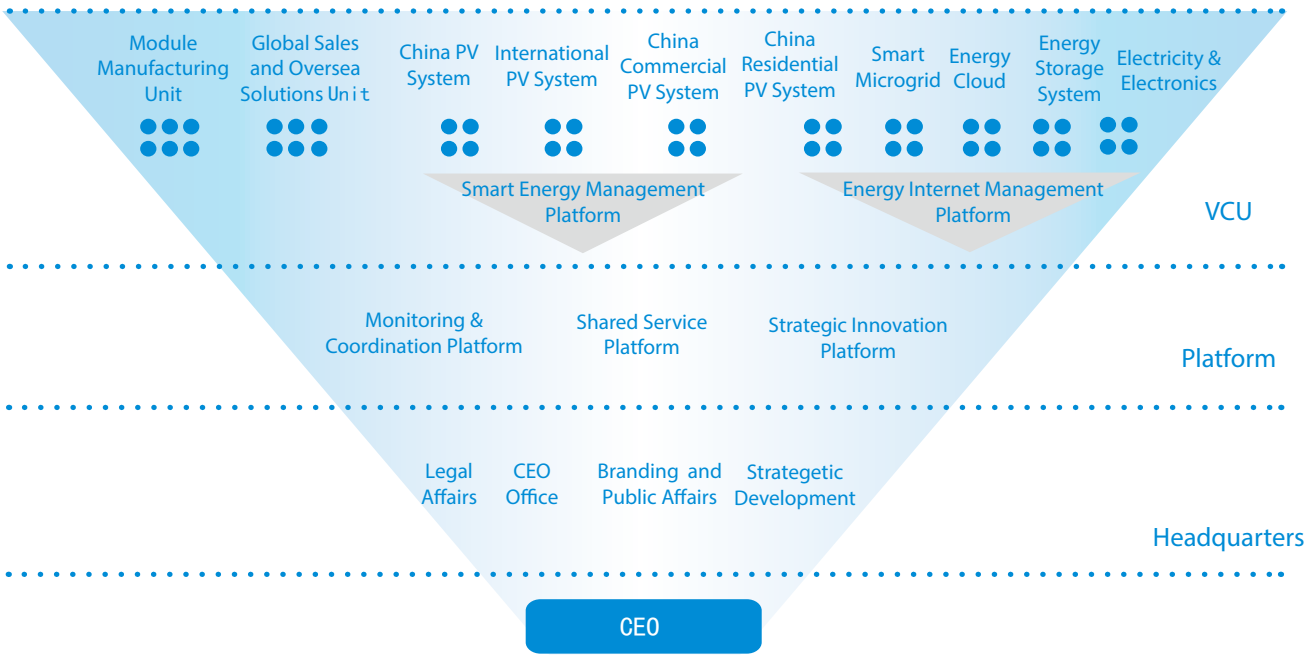 Module
Manufacturing
Unit
Global Sales
and Oversea
Solutions Unit
China PV
System
International
PV System
China
Commercial
PV System
China
Residential
PV System
Smart
Microgrid
Energy
Cloud
Energy
Storage
System
Electricity &
Electronics
Smart Energy Management
Platform
Energy Internet Management
Platform
VCU
Monitoring &
Coordination Platform
Shared Service
Platform
Strategic Innovation
Platform
Platform
Legal
Affairs
CEO
Office
Branding and
Public Affairs
Strategetic
Development
Headquarters
CEO